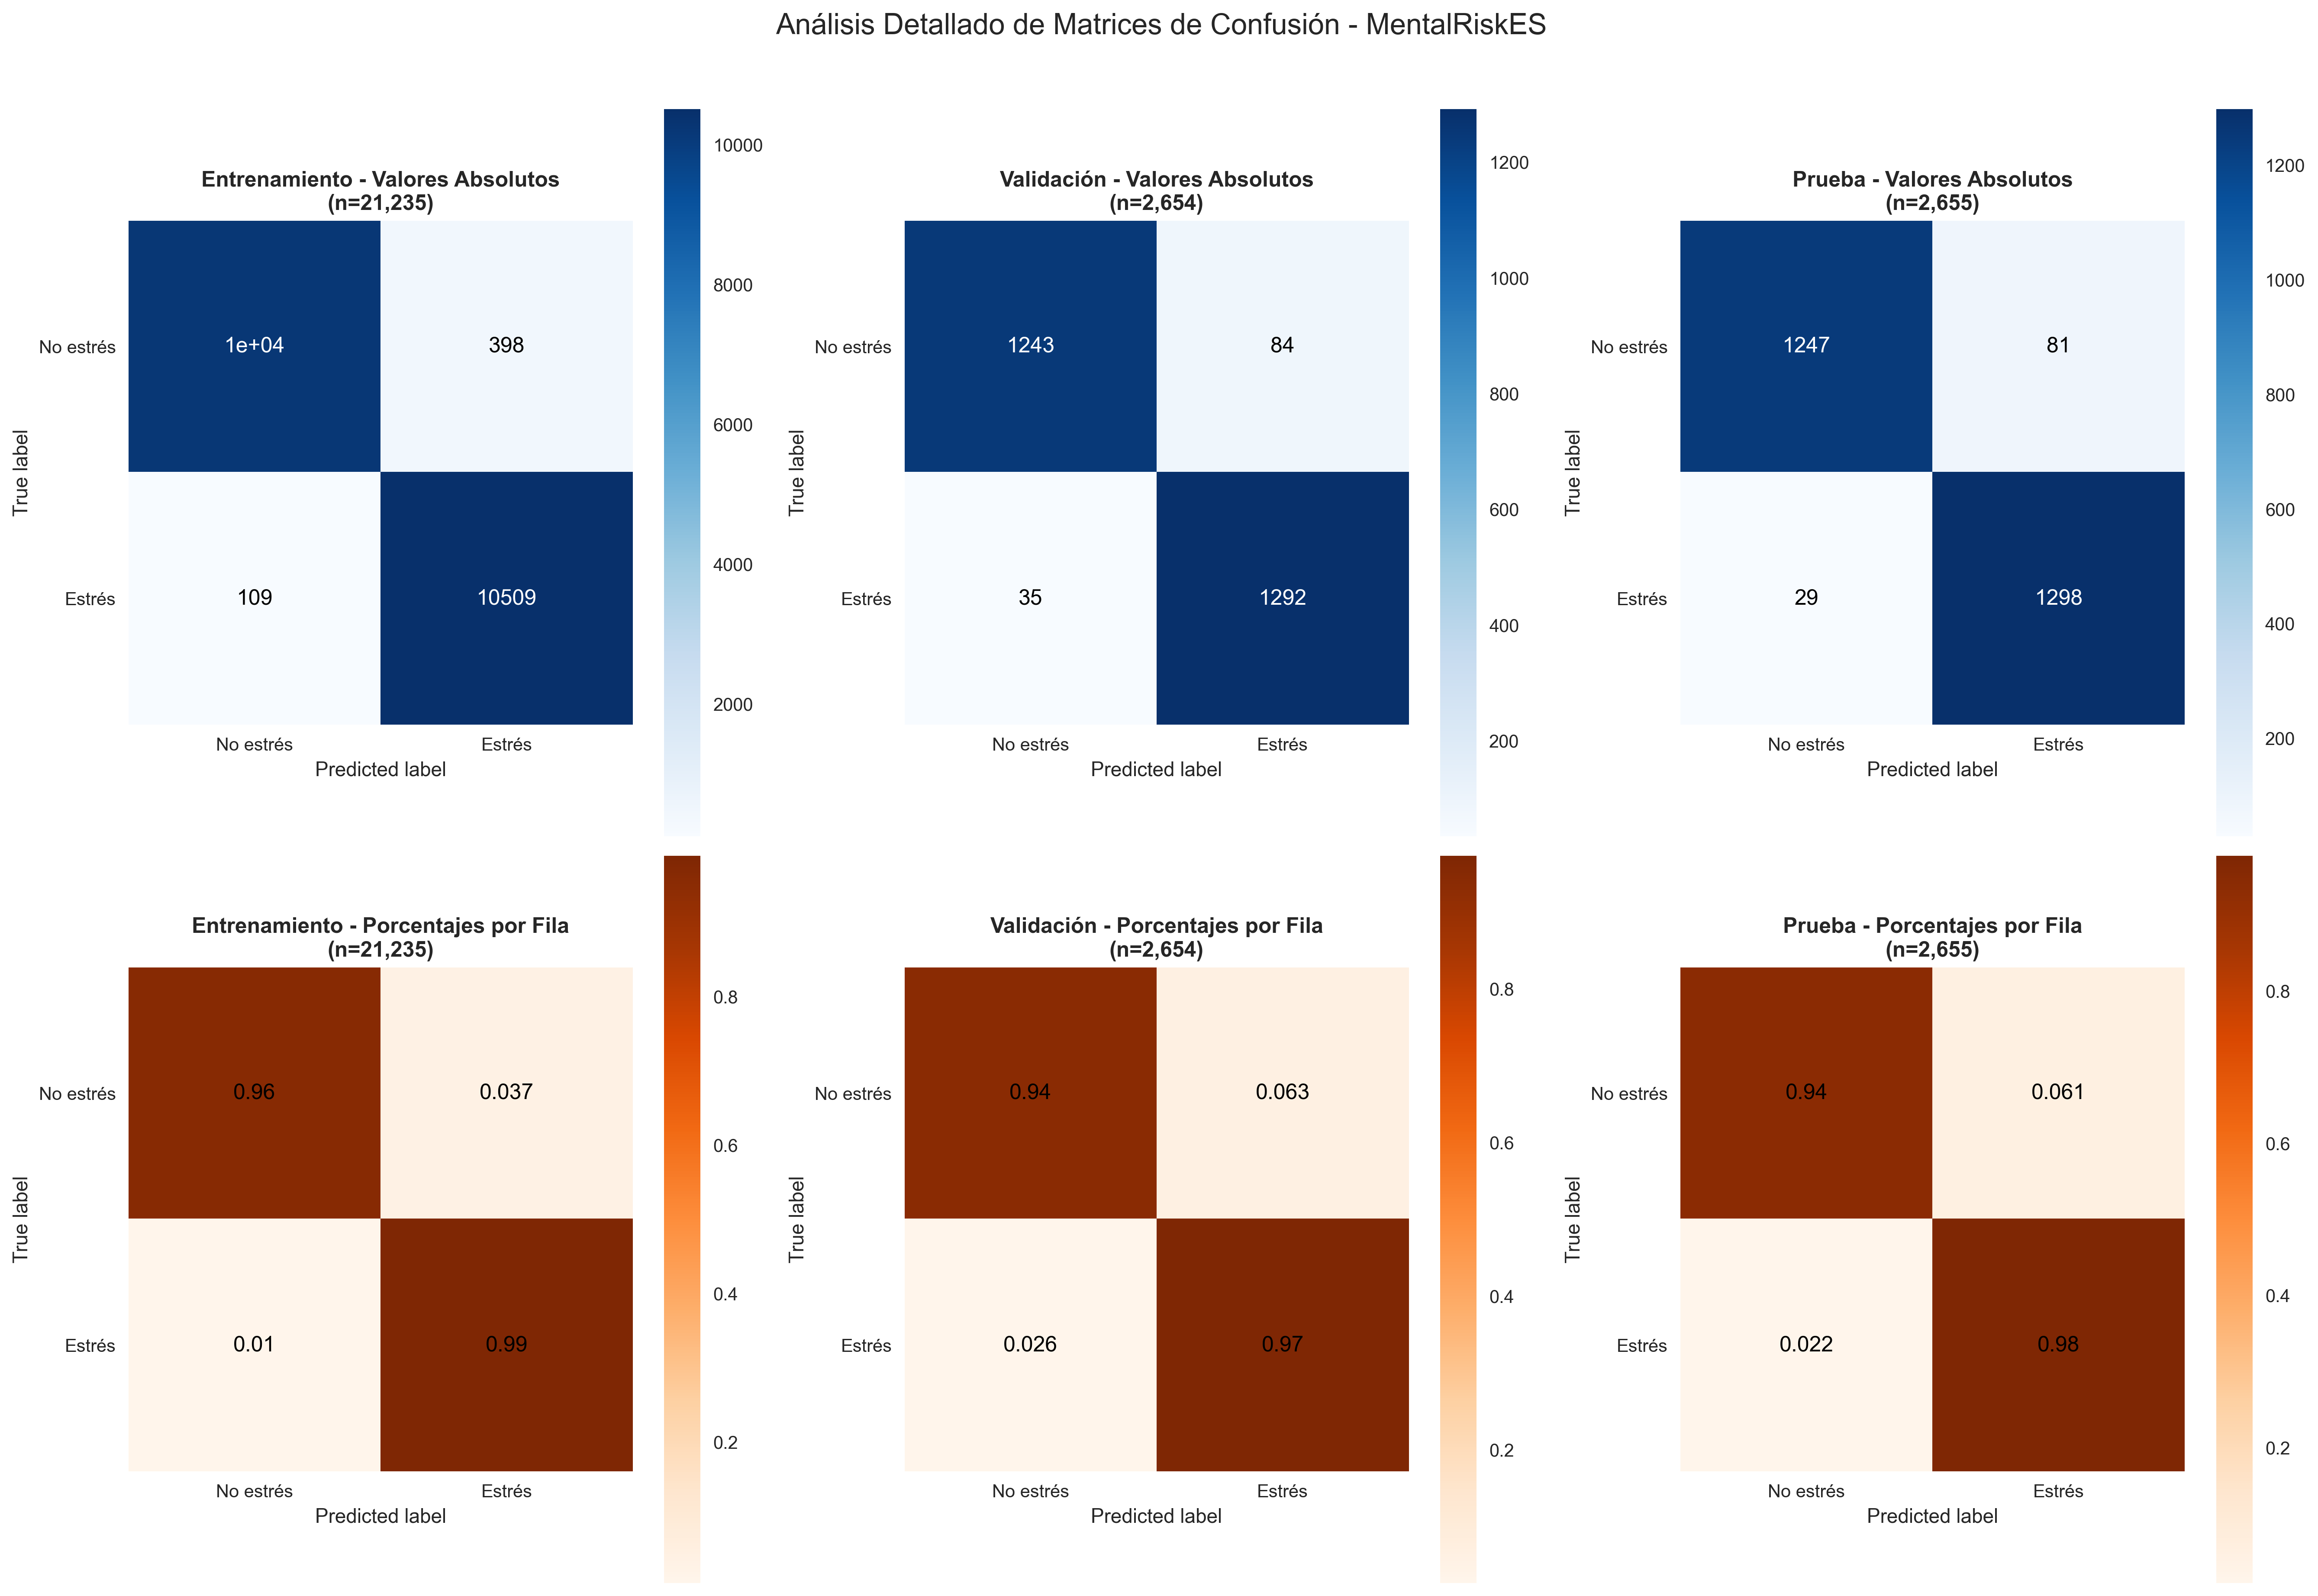 Análisis Detallado de Matrices de Confusión - MentalRiskES
Entrenamiento - Valores Absolutos
(n=21,235)
True label
No estrés
Estrés
1e+04
398
109
10509
No estrés
Estrés
Predicted label
10000
8000
6000
4000
2000
Validación - Valores Absolutos
(n=2,654)
True label
No estrés
Estrés
1243
84
35
1292
No estrés
Estrés
Predicted label
1200
1000
800
600
400
200
Prueba - Valores Absolutos
(n=2,655)
True label
No estrés
Estrés
1247
81
29
1298
No estrés
Estrés
Predicted label
1200
1000
800
600
400
200
Entrenamiento - Porcentajes por Fila
(n=21,235)
True label
No estrés
Estrés
0.96
0.037
0.01
0.99
No estrés
Estrés
Predicted label
0.8
0.6
0.4
0.2
Validación - Porcentajes por Fila
(n=2,654)
True label
No estrés
Estrés
0.94
0.063
0.026
0.97
No estrés
Estrés
Predicted label
0.8
0.6
0.4
0.2
Prueba - Porcentajes por Fila
(n=2,655)
True label
No estrés
Estrés
0.94
0.061
0.022
0.98
No estrés
Estrés
Predicted label
0.8
0.6
0.4
0.2